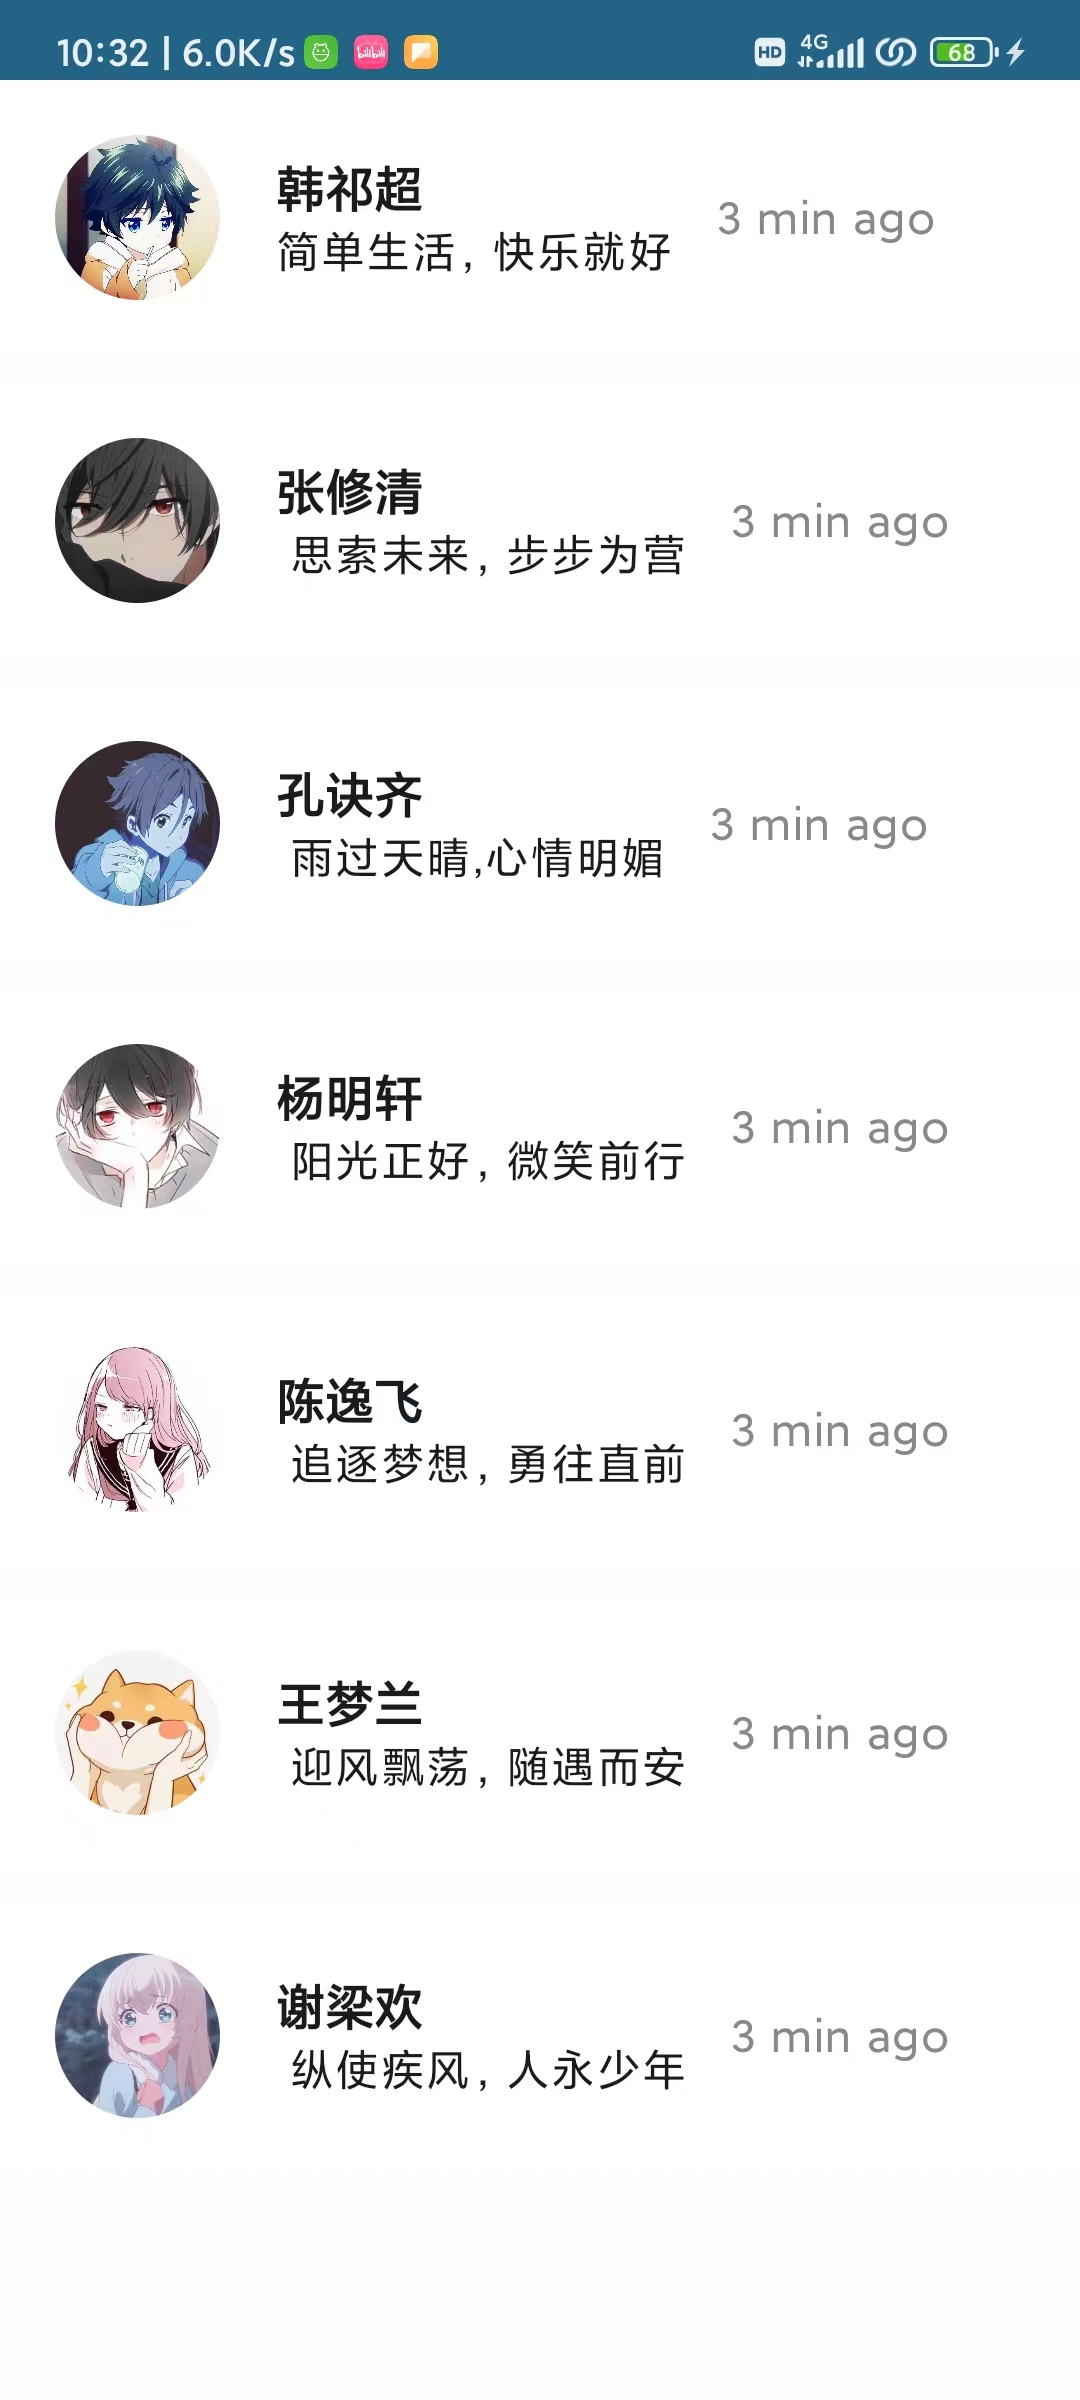 10:32 | 6.0K/s bilibili HD 4G 68
韩祁超
简单生活，快乐就好
3 min ago
张修清
思索未来，步步为营
3 min ago
孔诀齐
雨过天晴,心情明媚
3 min ago
杨明轩
阳光正好，微笑前行
3 min ago
陈逸飞
追逐梦想，勇往直前
3 min ago
王梦兰
迎风飘荡，随遇而安
3 min ago
谢梁欢
纵使疾风，人永少年
3 min ago